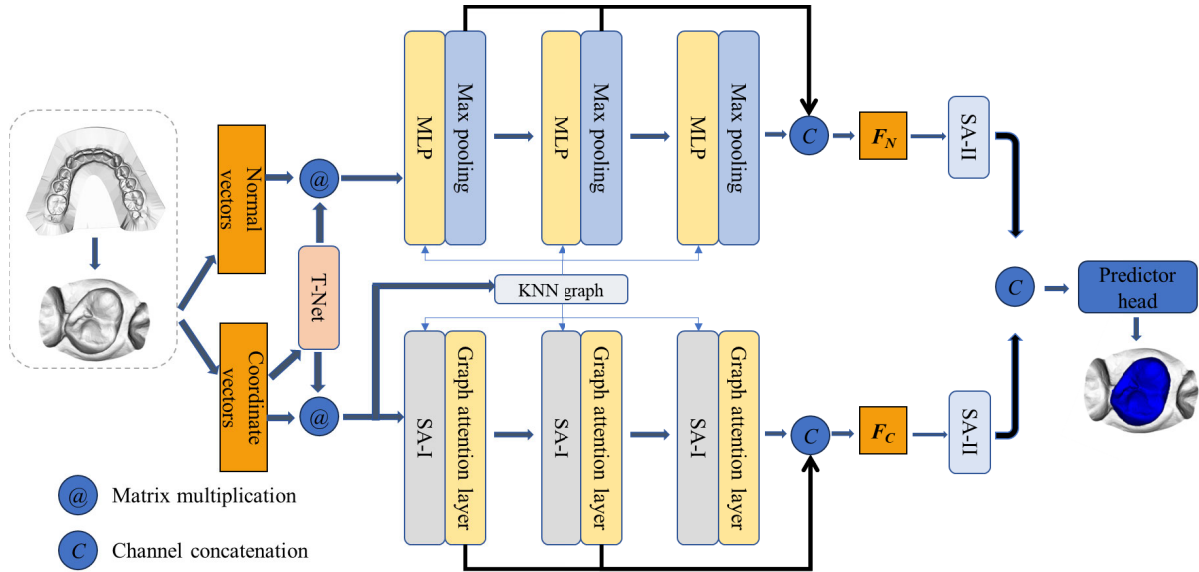 Normal
vectors
@
T-Net
Coordinate
vectors
@
MLP
Max pooling
MLP
Max pooling
MLP
Max pooling
C
F_N
SA-II
KNN graph
SA-I
Graph attention layer
SA-I
Graph attention layer
SA-I
Graph attention layer
C
F_C
SA-II
C
Predictor
head
@ Matrix multiplication
C Channel concatenation